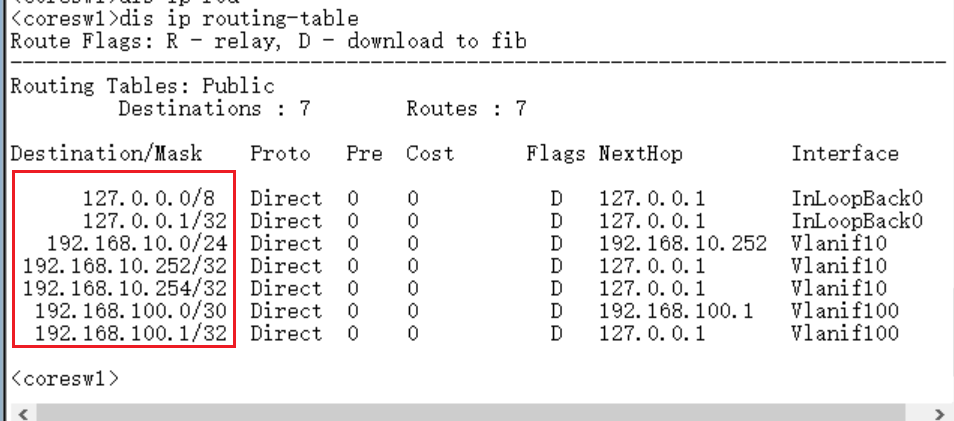 <coresw1>dis ip routing-table
Route Flags: R - relay, D - download to fib
------------------------------------------------------------------------------
Routing Tables: Public
         Destinations : 7        Routes : 7

Destination/Mask    Proto   Pre  Cost      Flags NextHop         Interface

      127.0.0.0/8   Direct  0    0           D   127.0.0.1       InLoopBack0
      127.0.0.1/32  Direct  0    0           D   127.0.0.1       InLoopBack0
   192.168.10.0/24  Direct  0    0           D   192.168.10.252  Vlanif10
 192.168.10.252/32  Direct  0    0           D   127.0.0.1       Vlanif10
 192.168.10.254/32  Direct  0    0           D   127.0.0.1       Vlanif10
  192.168.100.0/30  Direct  0    0           D   192.168.100.1   Vlanif100
  192.168.100.1/32  Direct  0    0           D   127.0.0.1       Vlanif100

<coresw1>